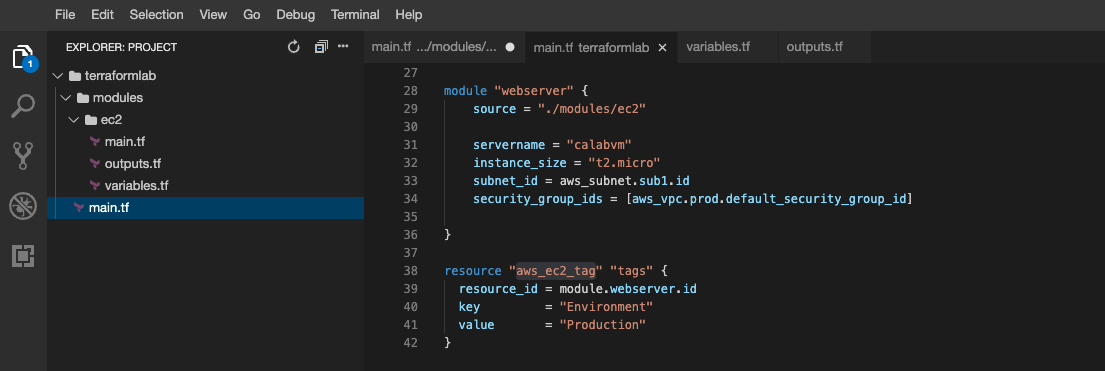 File Edit Selection View Go Debug Terminal Help
EXPLORER: PROJECT
main.tf .../modules/... main.tf terraformlab variables.tf outputs.tf
1
terraformlab
modules
ec2
main.tf
outputs.tf
variables.tf
main.tf
27
28 module "webserver" {
29 source = "./modules/ec2"
30
31 servername = "calabvm"
32 instance_size = "t2.micro"
33 subnet_id = aws_subnet.sub1.id
34 security_group_ids = [aws_vpc.prod.default_security_group_id]
35
36 }
37
38 resource "aws_ec2_tag" "tags" {
39 resource_id = module.webserver.id
40 key = "Environment"
41 value = "Production"
42 }